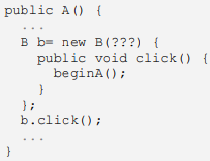 public A() {
...
B b= new B(???) {
public void click() {
beginA();
}
};
b.click();
...
}